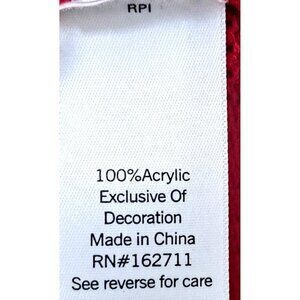 RPI
100%Acrylic
Exclusive Of
Decoration
Made in China
RN#162711
See reverse for care